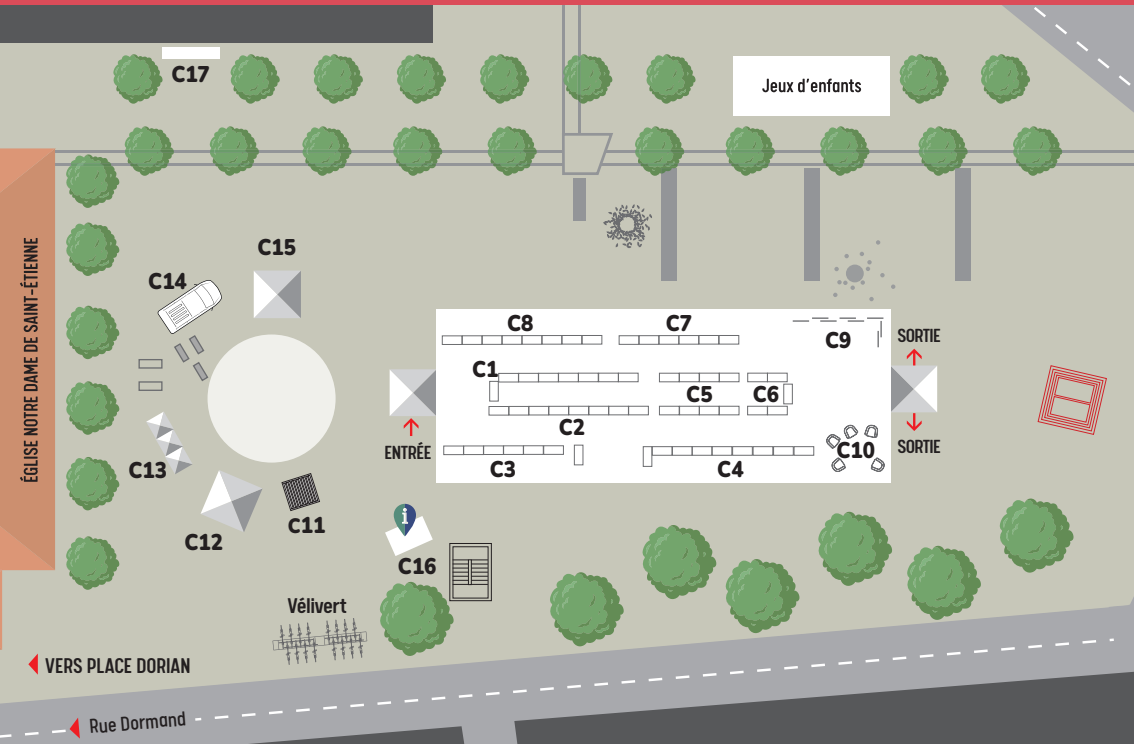 C17
Jeux d'enfants
ÉGLISE NOTRE DAME DE SAINT-ÉTIENNE
C15
C14
C8
C7
C9
SORTIE
C1
C5
C6
C2
ENTRÉE
SORTIE
C10
C3
C4
C13
C11
C12
i
C16
Vélivert
VERS PLACE DORIAN
Rue Dormand